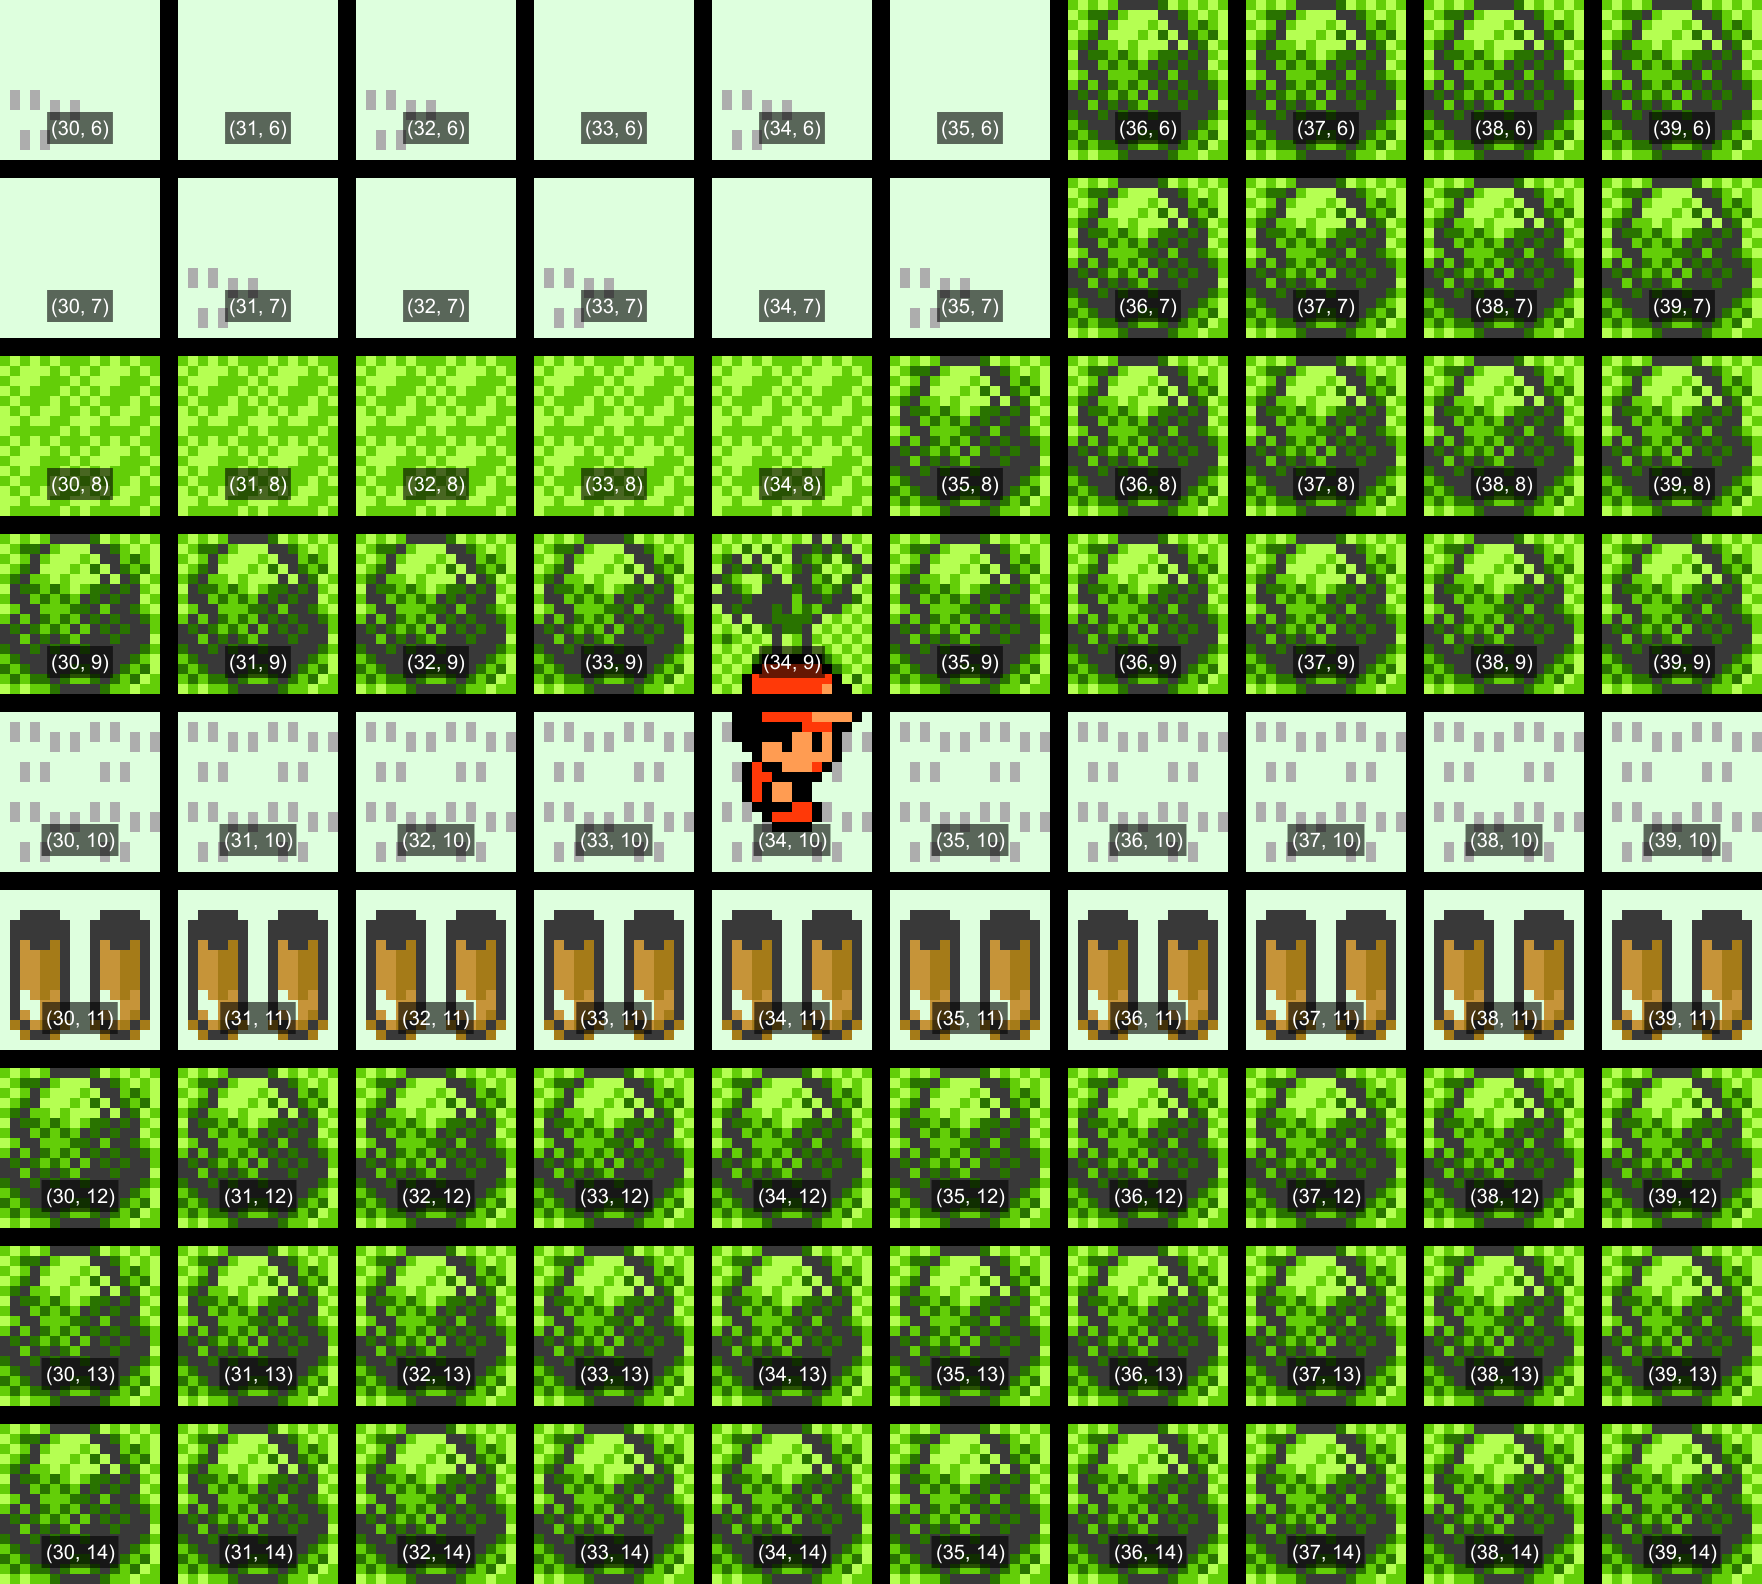 (30, 6) (31, 6) (32, 6) (33, 6) (34, 6) (35, 6) (36, 6) (37, 6) (38, 6) (39, 6)
(30, 7) (31, 7) (32, 7) (33, 7) (34, 7) (35, 7) (36, 7) (37, 7) (38, 7) (39, 7)
(30, 8) (31, 8) (32, 8) (33, 8) (34, 8) (35, 8) (36, 8) (37, 8) (38, 8) (39, 8)
(30, 9) (31, 9) (32, 9) (33, 9) (34, 9) (35, 9) (36, 9) (37, 9) (38, 9) (39, 9)
(30, 10) (31, 10) (32, 10) (33, 10) (34, 10) (35, 10) (36, 10) (37, 10) (38, 10) (39, 10)
(30, 11) (31, 11) (32, 11) (33, 11) (34, 11) (35, 11) (36, 11) (37, 11) (38, 11) (39, 11)
(30, 12) (31, 12) (32, 12) (33, 12) (34, 12) (35, 12) (36, 12) (37, 12) (38, 12) (39, 12)
(30, 13) (31, 13) (32, 13) (33, 13) (34, 13) (35, 13) (36, 13) (37, 13) (38, 13) (39, 13)
(30, 14) (31, 14) (32, 14) (33, 14) (34, 14) (35, 14) (36, 14) (37, 14) (38, 14) (39, 14)